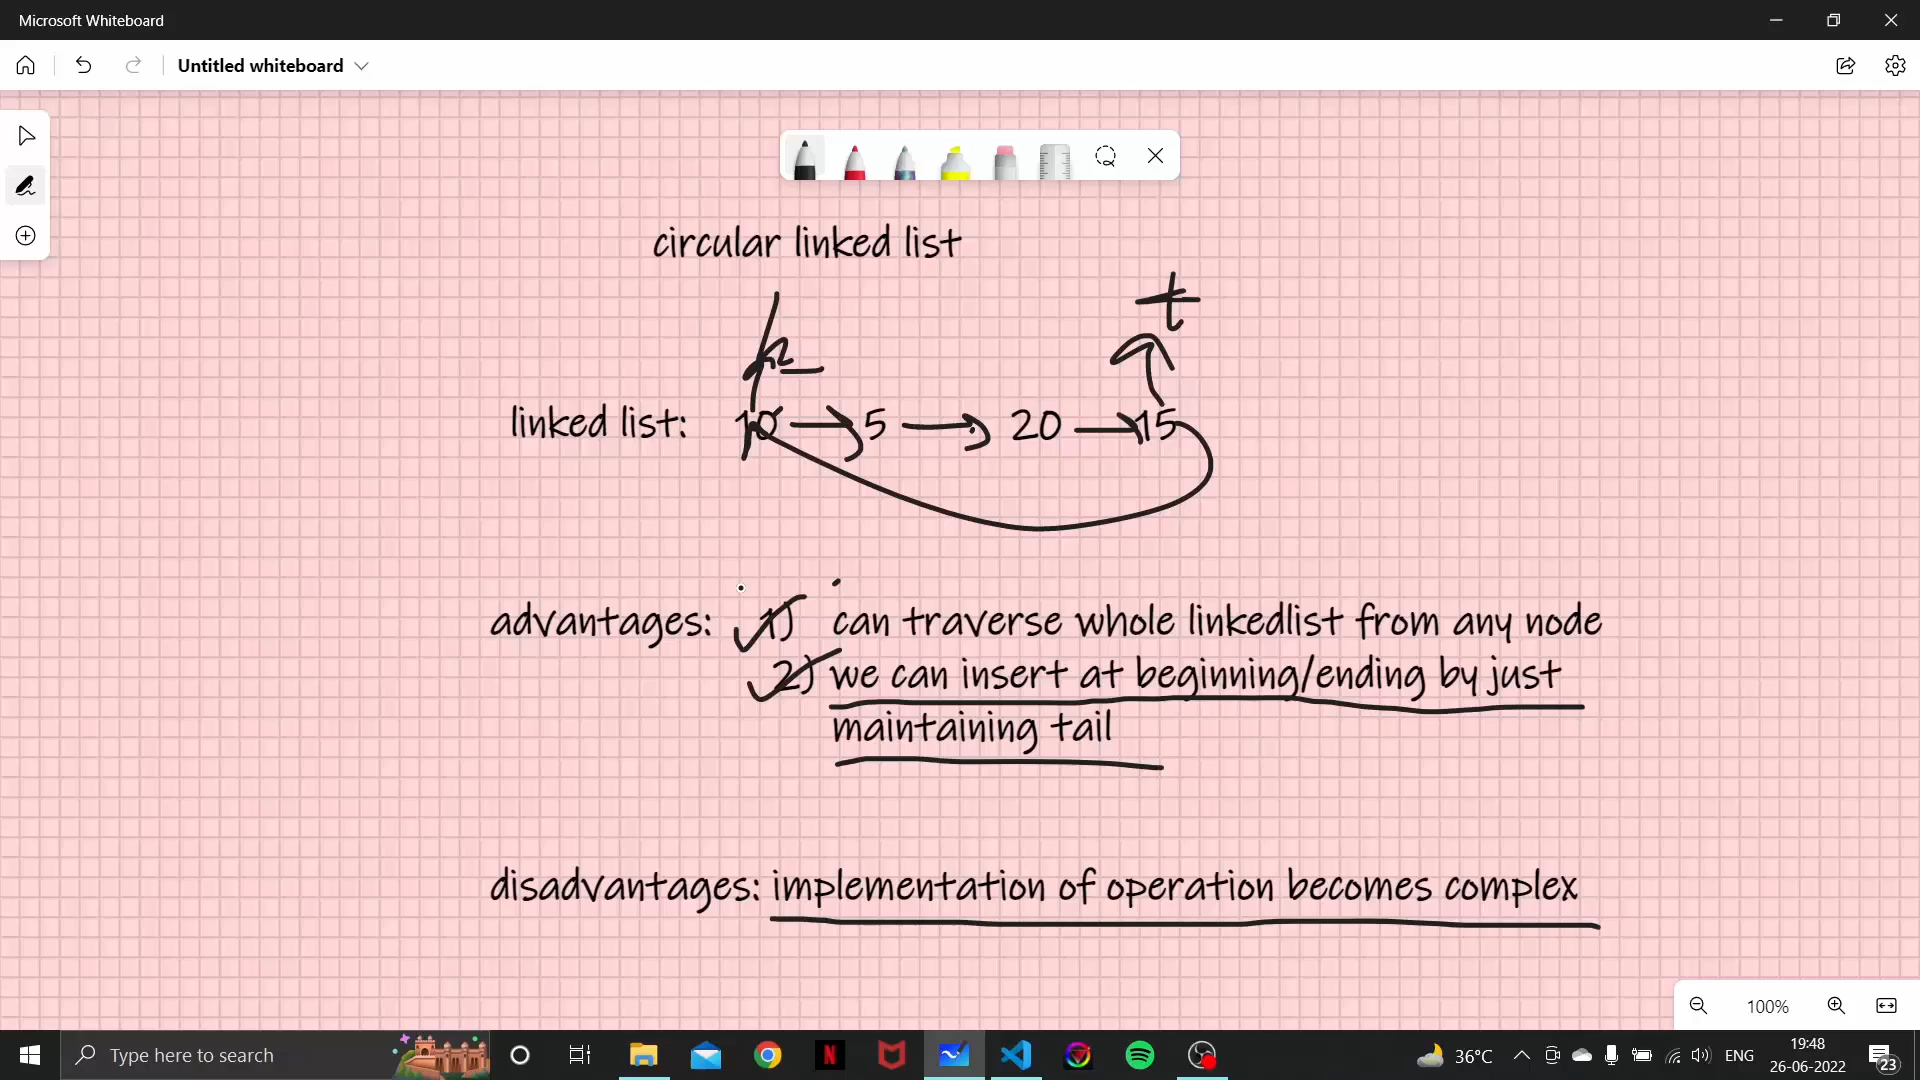 Microsoft Whiteboard
Untitled whiteboard
circular linked list
t
h
linked list: 10 5 20 15
advantages: 1) can traverse whole linkedlist from any node
2) we can insert at beginning/ending by just
maintaining tail
disadvantages: implementation of operation becomes complex
100%
Type here to search
36°C
ENG
19:48
26-06-2022
23